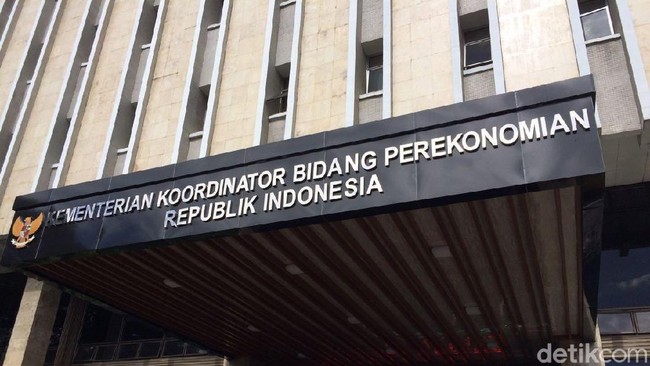 KEMENTERIAN KOORDINATOR BIDANG PEREKONOMIAN
REPUBLIK INDONESIA
detikcom